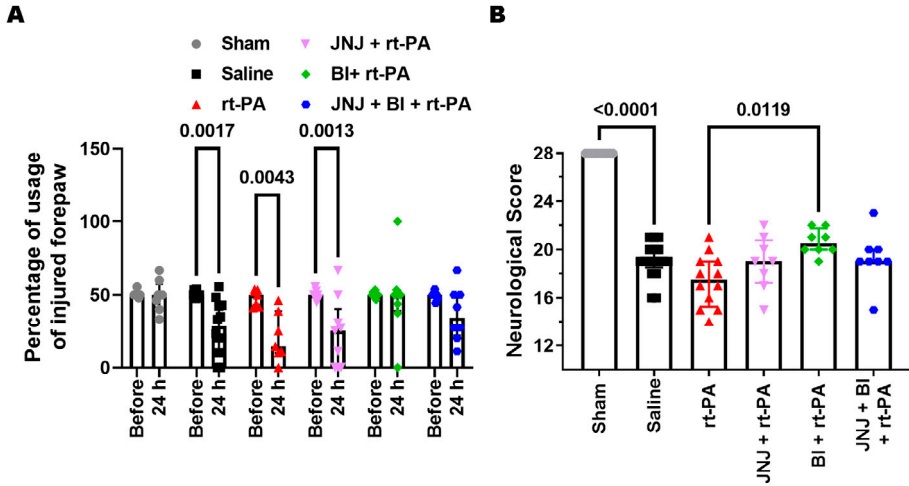 A
Sham
Saline
rt-PA
JNJ + rt-PA
BI+ rt-PA
JNJ + BI + rt-PA
0.0017
0.0043
0.0013
Percentage of usage
of injured forepaw
150
100
50
0
Before
24 h
Before
24 h
Before
24 h
Before
24 h
Before
24 h
Before
24 h
B
<0.0001
0.0119
Neurological Score
28
24
20
16
12
Sham
Saline
rt-PA
JNJ + rt-PA
BI + rt-PA
JNJ + BI
+ rt-PA